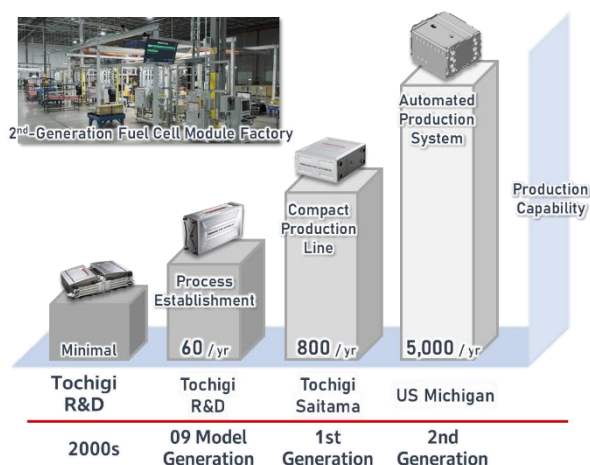 2nd-Generation Fuel Cell Module Factory
Automated
Production
System
Production
Capability
Compact
Production
Line
Process
Establishment
Minimal
60 / yr
800 / yr
5,000 / yr
Tochigi
R&D
Tochigi
R&D
Tochigi
Saitama
US Michigan
2000s
09 Model
Generation
1st
Generation
2nd
Generation